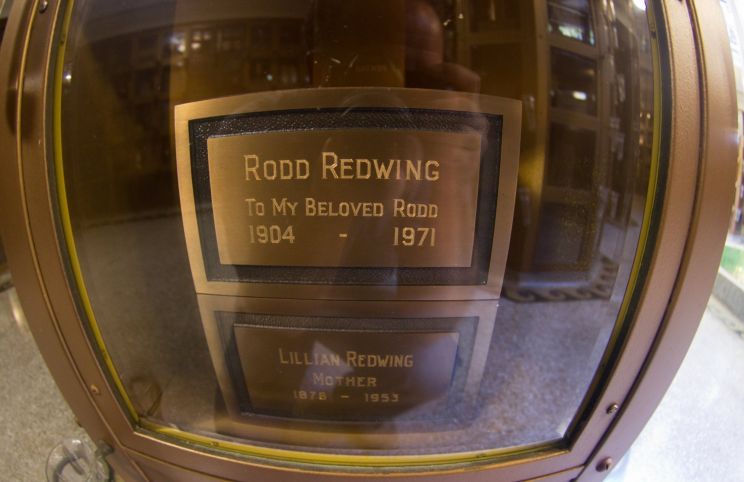 Rodd Redwing
To My Beloved Rodd
1904 - 1971
Lillian Redwing
Mother
1878 - 1953